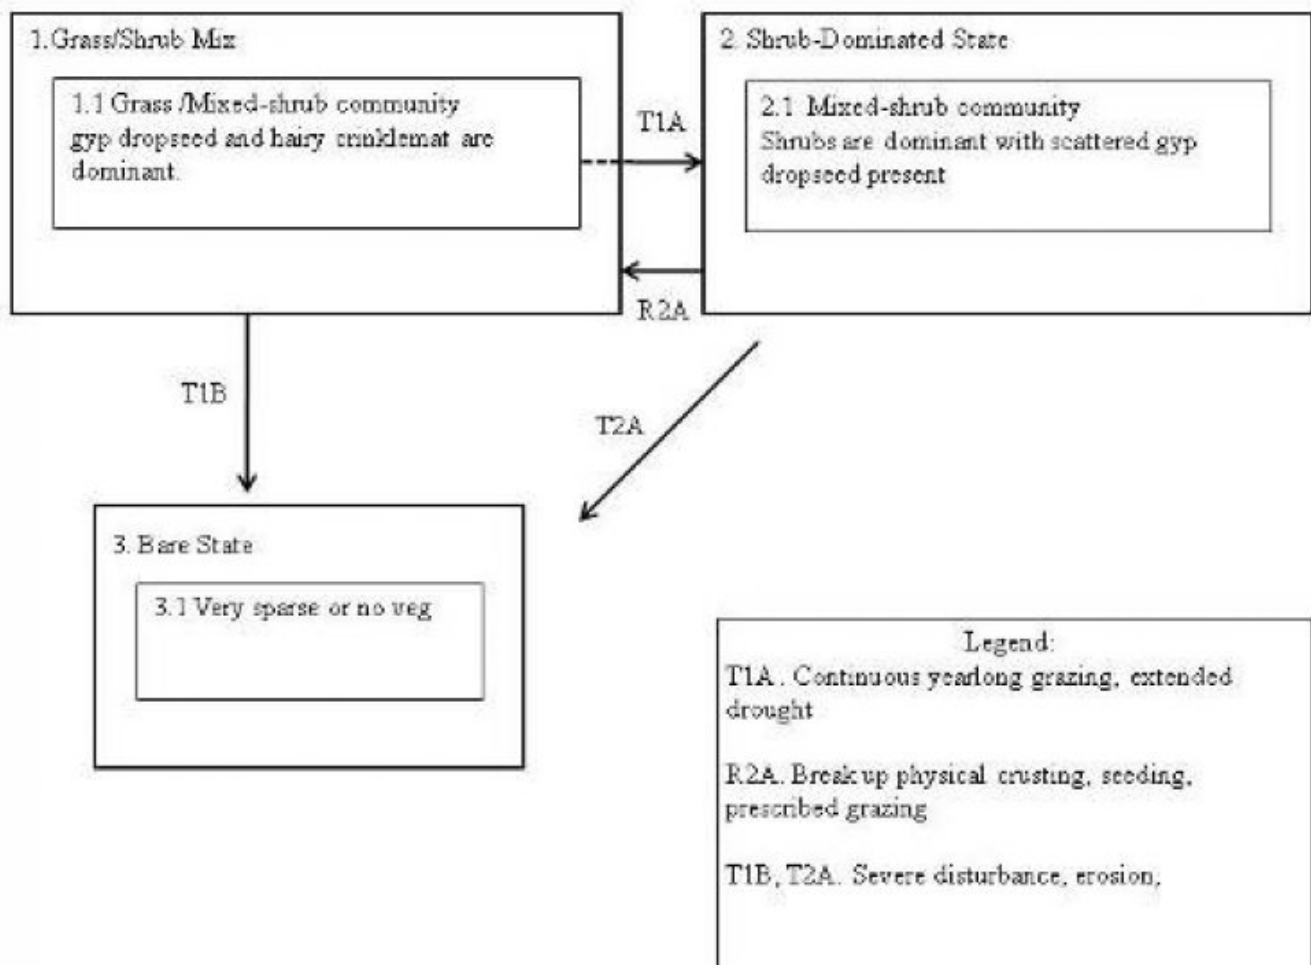 1. Grass/Shrub Mix
1.1 Grass /Mixed-shrub community
gyp dropseed and hairy crinklemat are
dominant.
T1A
R2A
2. Shrub-Dominated State
2.1 Mixed-shrub community
Shrubs are dominant with scattered gyp
dropseed present
T1B
T2A
3. Bare State
3.1 Very sparse or no veg
Legend:
T1A. Continuous yearlong grazing, extended
drought
R2A. Break up physical crusting, seeding,
prescribed grazing
T1B, T2A. Severe disturbance, erosion,